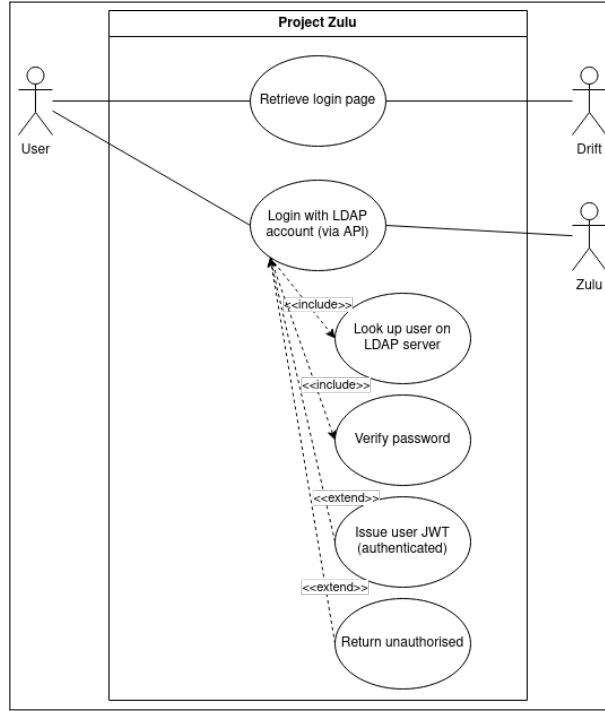 Project Zulu
Retrieve login page
User
Drift
Login with LDAP
account (via API)
Zulu
<<include>>
Look up user on
LDAP server
<<include>>
Verify password
<<extend>>
Issue user JWT
(authenticated)
<<extend>>
Return unauthorised